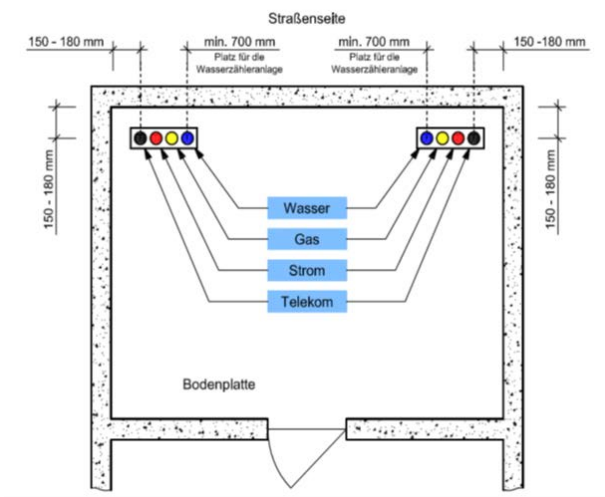 Straßenseite
150 - 180 mm
min. 700 mm
Platz für die
Wasserzähleranlage
min. 700 mm
Platz für die
Wasserzähleranlage
150 -180 mm
150 - 180 mm
150 - 180 mm
Wasser
Gas
Strom
Telekom
Bodenplatte